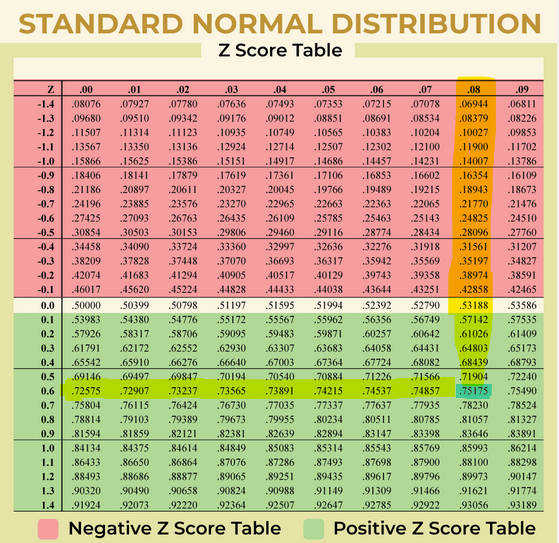 STANDARD NORMAL DISTRIBUTION
Z Score Table
Z .00 .01 .02 .03 .04 .05 .06 .07 .08 .09
-1.4 .08076 .07927 .07780 .07636 .07493 .07353 .07215 .07078 .06944 .06811
-1.3 .09680 .09510 .09342 .09176 .09012 .08851 .08691 .08534 .08379 .08226
-1.2 .11507 .11314 .11123 .10935 .10749 .10565 .10383 .10204 .10027 .09853
-1.1 .13567 .13350 .13136 .12924 .12714 .12507 .12302 .12100 .11900 .11702
-1.0 .15866 .15625 .15386 .15151 .14917 .14686 .14457 .14231 .14007 .13786
-0.9 .18406 .18141 .17879 .17619 .17361 .17106 .16853 .16602 .16354 .16109
-0.8 .21186 .20897 .20611 .20327 .20045 .19766 .19489 .19215 .18943 .18673
-0.7 .24196 .23885 .23576 .23270 .22965 .22663 .22363 .22065 .21770 .21476
-0.6 .27425 .27093 .26763 .26435 .26109 .25785 .25463 .25143 .24825 .24510
-0.5 .30854 .30503 .30153 .29806 .29460 .29116 .28774 .28434 .28096 .27760
-0.4 .34458 .34090 .33724 .33360 .32997 .32636 .32276 .31918 .31561 .31207
-0.3 .38209 .37828 .37448 .37070 .36693 .36317 .35942 .35569 .35197 .34827
-0.2 .42074 .41683 .41294 .40905 .40517 .40129 .39743 .39358 .38974 .38591
-0.1 .46017 .45620 .45224 .44828 .44433 .44038 .43644 .43251 .42858 .42465
0.0 .50000 .50399 .50798 .51197 .51595 .51994 .52392 .52790 .53188 .53586
0.1 .53983 .54380 .54776 .55172 .55567 .55962 .56356 .56749 .57142 .57535
0.2 .57926 .58317 .58706 .59095 .59483 .59871 .60257 .60642 .61026 .61409
0.3 .61791 .62172 .62552 .62930 .63307 .63683 .64058 .64431 .64803 .65173
0.4 .65542 .65910 .66276 .66640 .67003 .67364 .67724 .68082 .68439 .68793
0.5 .69146 .69497 .69847 .70194 .70540 .70884 .71226 .71566 .71904 .72240
0.6 .72575 .72907 .73237 .73565 .73891 .74215 .74537 .74857 .75175 .75490
0.7 .75804 .76115 .76424 .76730 .77035 .77337 .77637 .77935 .78230 .78524
0.8 .78814 .79103 .79389 .79673 .79955 .80234 .80511 .80785 .81057 .81327
0.9 .81594 .81859 .82121 .82381 .82639 .82894 .83147 .83398 .83646 .83891
1.0 .84134 .84375 .84614 .84849 .85083 .85314 .85543 .85769 .85993 .86214
1.1 .86433 .86650 .86864 .87076 .87286 .87493 .87698 .87900 .88100 .88298
1.2 .88493 .88686 .88877 .89065 .89251 .89435 .89617 .89796 .89973 .90147
1.3 .90320 .90490 .90658 .90824 .90988 .91149 .91309 .91466 .91621 .91774
1.4 .91924 .92073 .92220 .92364 .92507 .92647 .92785 .92922 .93056 .93189
Negative Z Score Table Positive Z Score Table